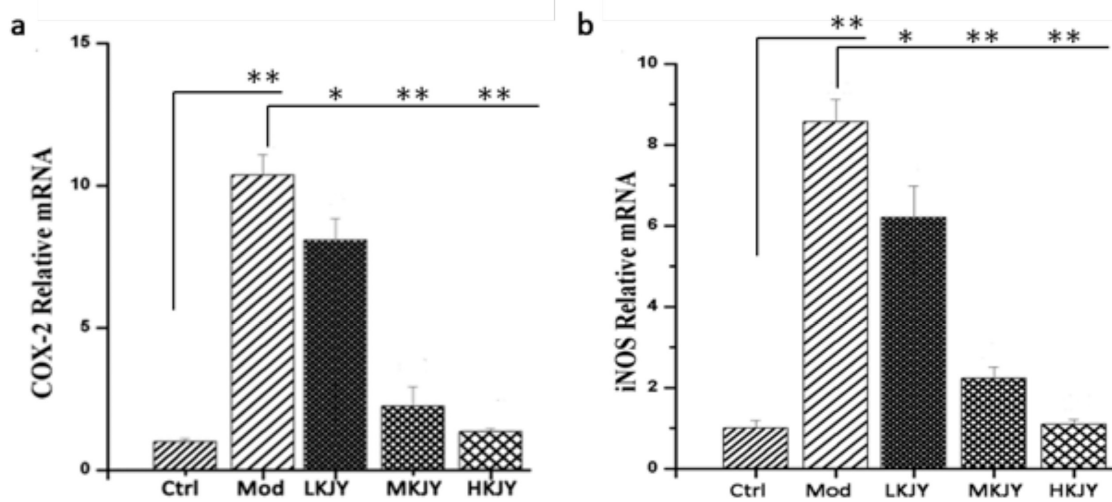 a
COX-2 Relative mRNA
15
10
5
0
**
* ** **
Ctrl Mod LKJY MKJY HKJY
b
iNOS Relative mRNA
10
8
6
4
2
0
**
* ** **
Ctrl Mod LKJY MKJY HKJY